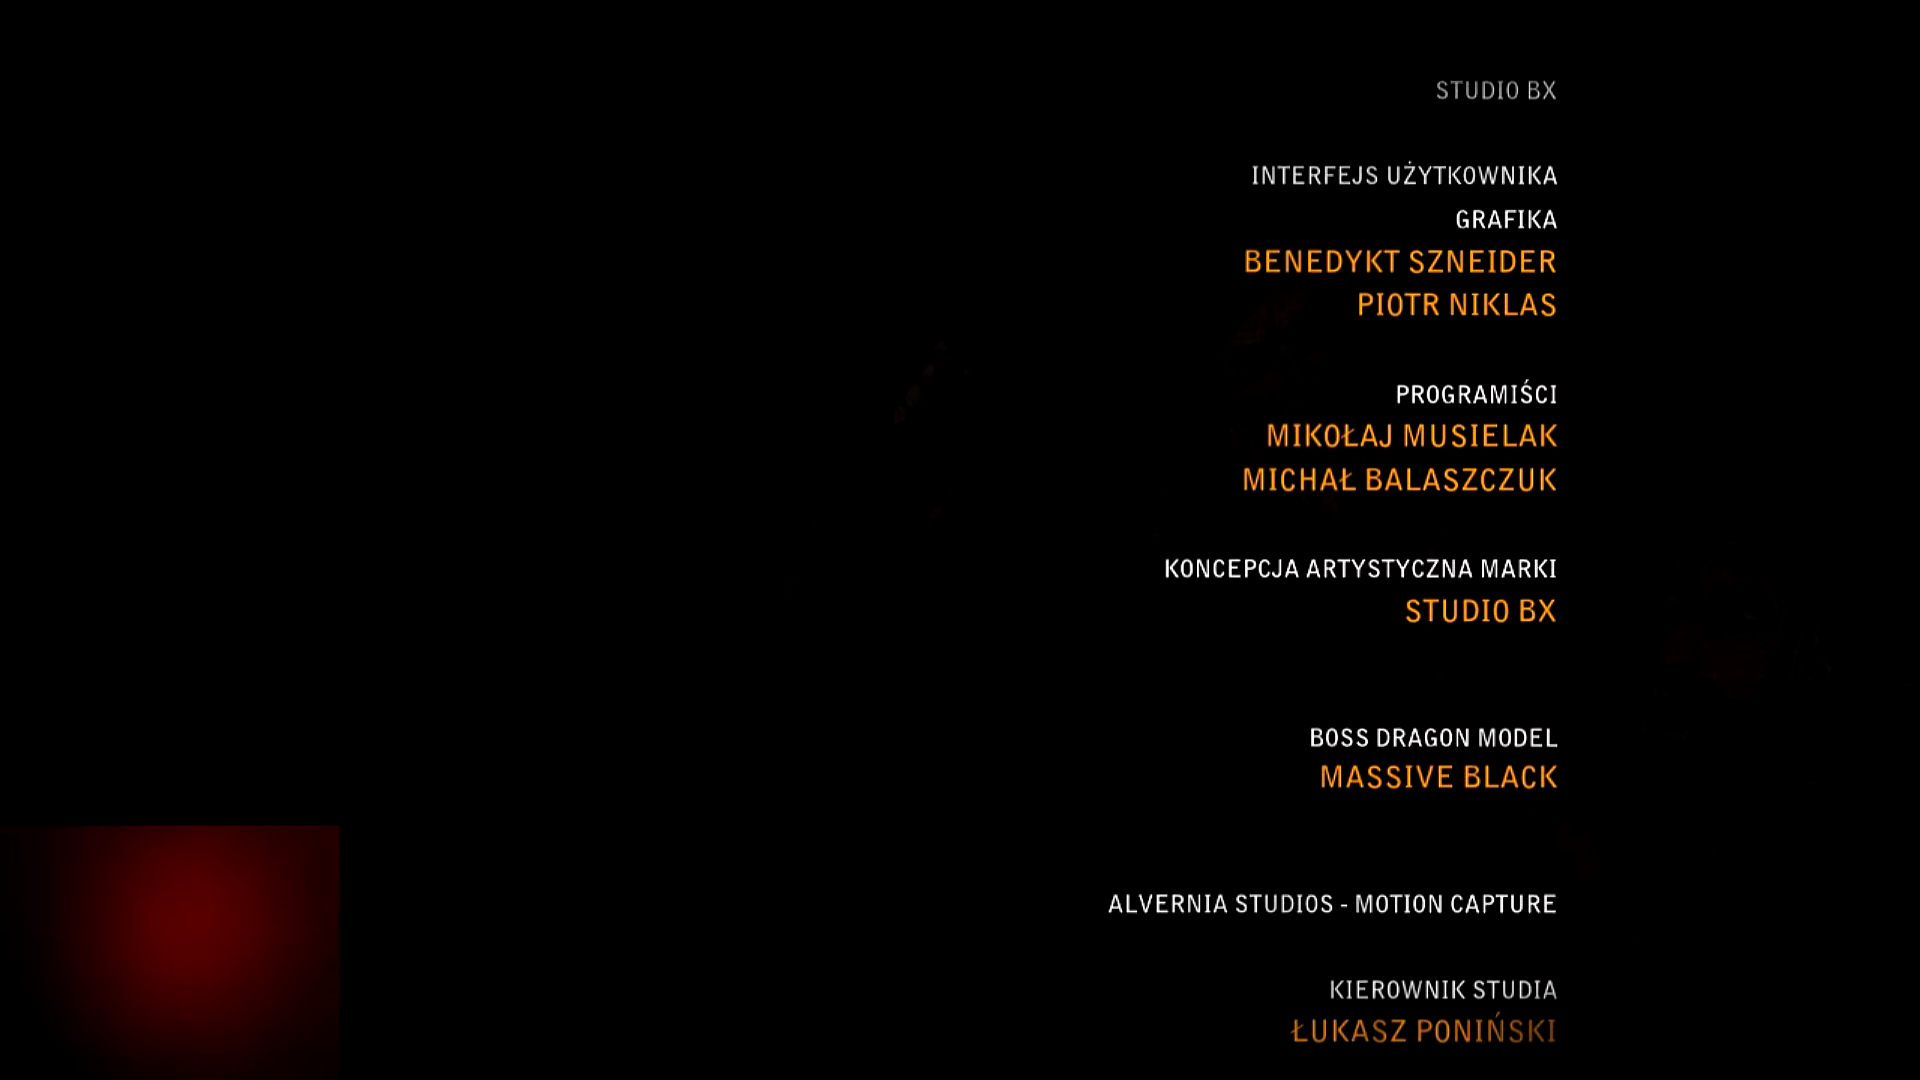 STUDIO BX
INTERFEJS UŻYTKOWNIKA
GRAFIKA
BENEDYKT SZNEIDER
PIOTR NIKLAS
PROGRAMIŚCI
MIKOŁAJ MUSIELAK
MICHAŁ BALASZCZUK
KONCEPCJA ARTYSTYCZNA MARKI
STUDIO BX
BOSS DRAGON MODEL
MASSIVE BLACK
ALVERNIA STUDIOS - MOTION CAPTURE
KIEROWNIK STUDIA
ŁUKASZ PONIŃSKI